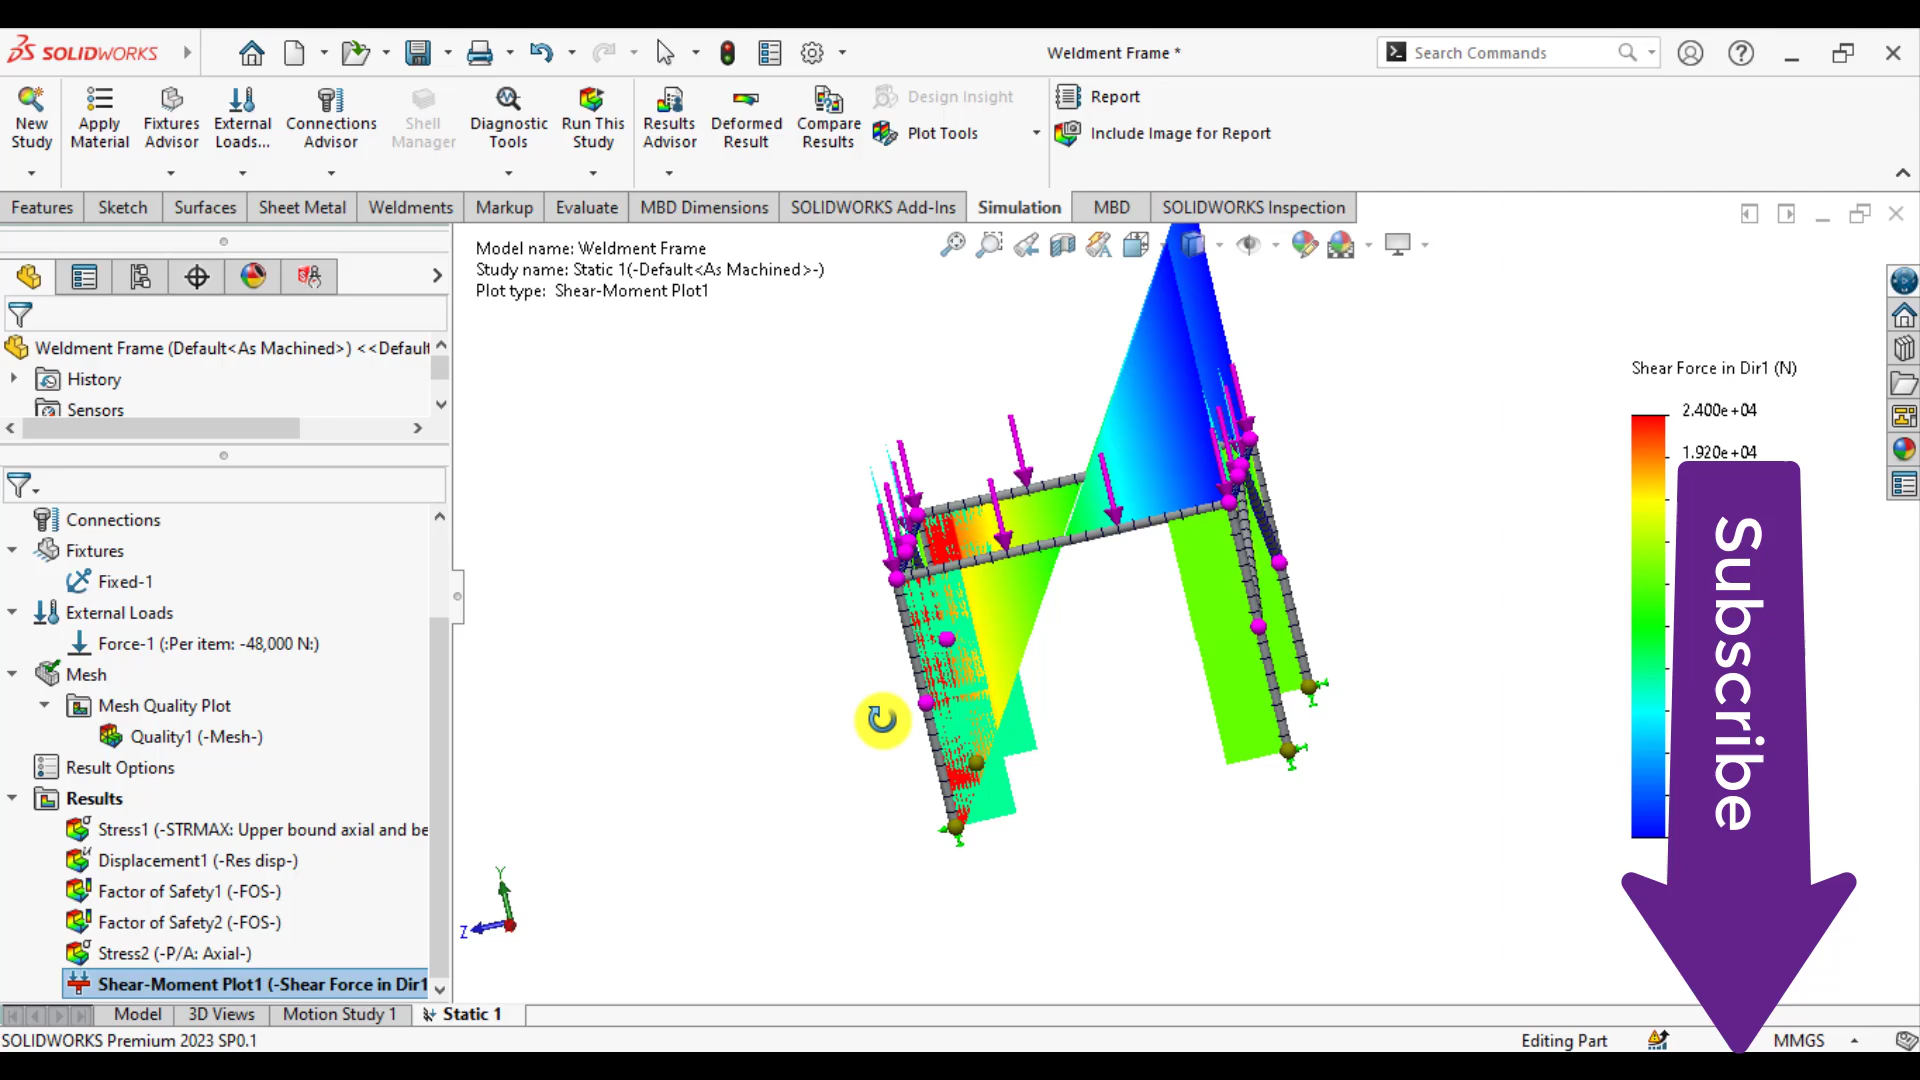 SOLIDWORKS
Weldment Frame *
Search Commands
New Study
Apply Material
Fixtures Advisor
External Loads...
Connections Advisor
Shell Manager
Diagnostic Tools
Run This Study
Results Advisor
Deformed Result
Compare Results
Design Insight
Plot Tools
Report
Include Image for Report
Features
Sketch
Surfaces
Sheet Metal
Weldments
Markup
Evaluate
MBD Dimensions
SOLIDWORKS Add-Ins
Simulation
MBD
SOLIDWORKS Inspection
Model name: Weldment Frame
Study name: Static 1(-Default<As Machined>-)
Plot type: Shear-Moment Plot1
Weldment Frame (Default<As Machined>) <<Default
History
Sensors
Connections
Fixtures
Fixed-1
External Loads
Force-1 (:Per item: -48,000 N:)
Mesh
Mesh Quality Plot
Quality1 (-Mesh-)
Result Options
Results
Stress1 (-STRMAX: Upper bound axial and be
Displacement1 (-Res disp-)
Factor of Safety1 (-FOS-)
Factor of Safety2 (-FOS-)
Stress2 (-P/A: Axial-)
Shear-Moment Plot1 (-Shear Force in Dir1
Y
Z
Shear Force in Dir1 (N)
2.400e+04
1.920e+04
Subscribe
Model
3D Views
Motion Study 1
Static 1
SOLIDWORKS Premium 2023 SP0.1
Editing Part
MMGS